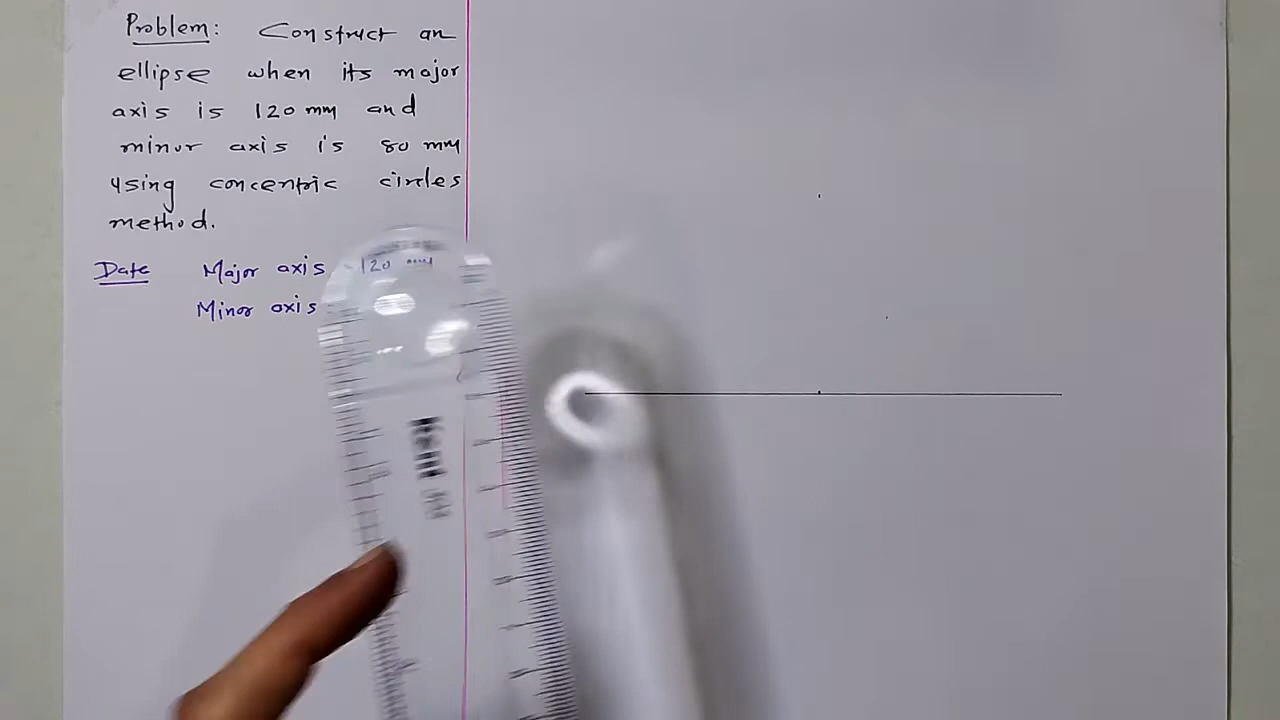 Problem: Construct an
ellipse when its major
axis is 120 mm and
minor axis is 80 mm
using concentric circles
method.
Date Major axis 120 mm
Minor axis